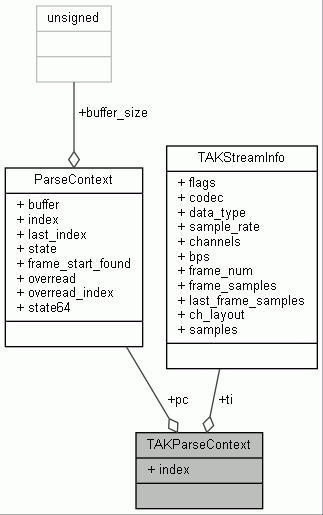 unsigned
+buffer_size
ParseContext
+ buffer
+ index
+ last_index
+ state
+ frame_start_found
+ overread
+ overread_index
+ state64
TAKStreamInfo
+ flags
+ codec
+ data_type
+ sample_rate
+ channels
+ bps
+ frame_num
+ frame_samples
+ last_frame_samples
+ ch_layout
+ samples
+pc
+ti
TAKParseContext
+ index